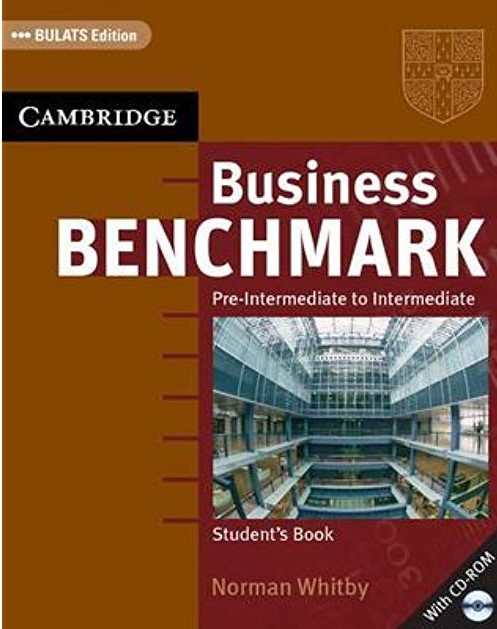 ••• BULATS Edition
CAMBRIDGE
Business
BENCHMARK
Pre-Intermediate to Intermediate
Student's Book
Norman Whitby
With CD-ROM